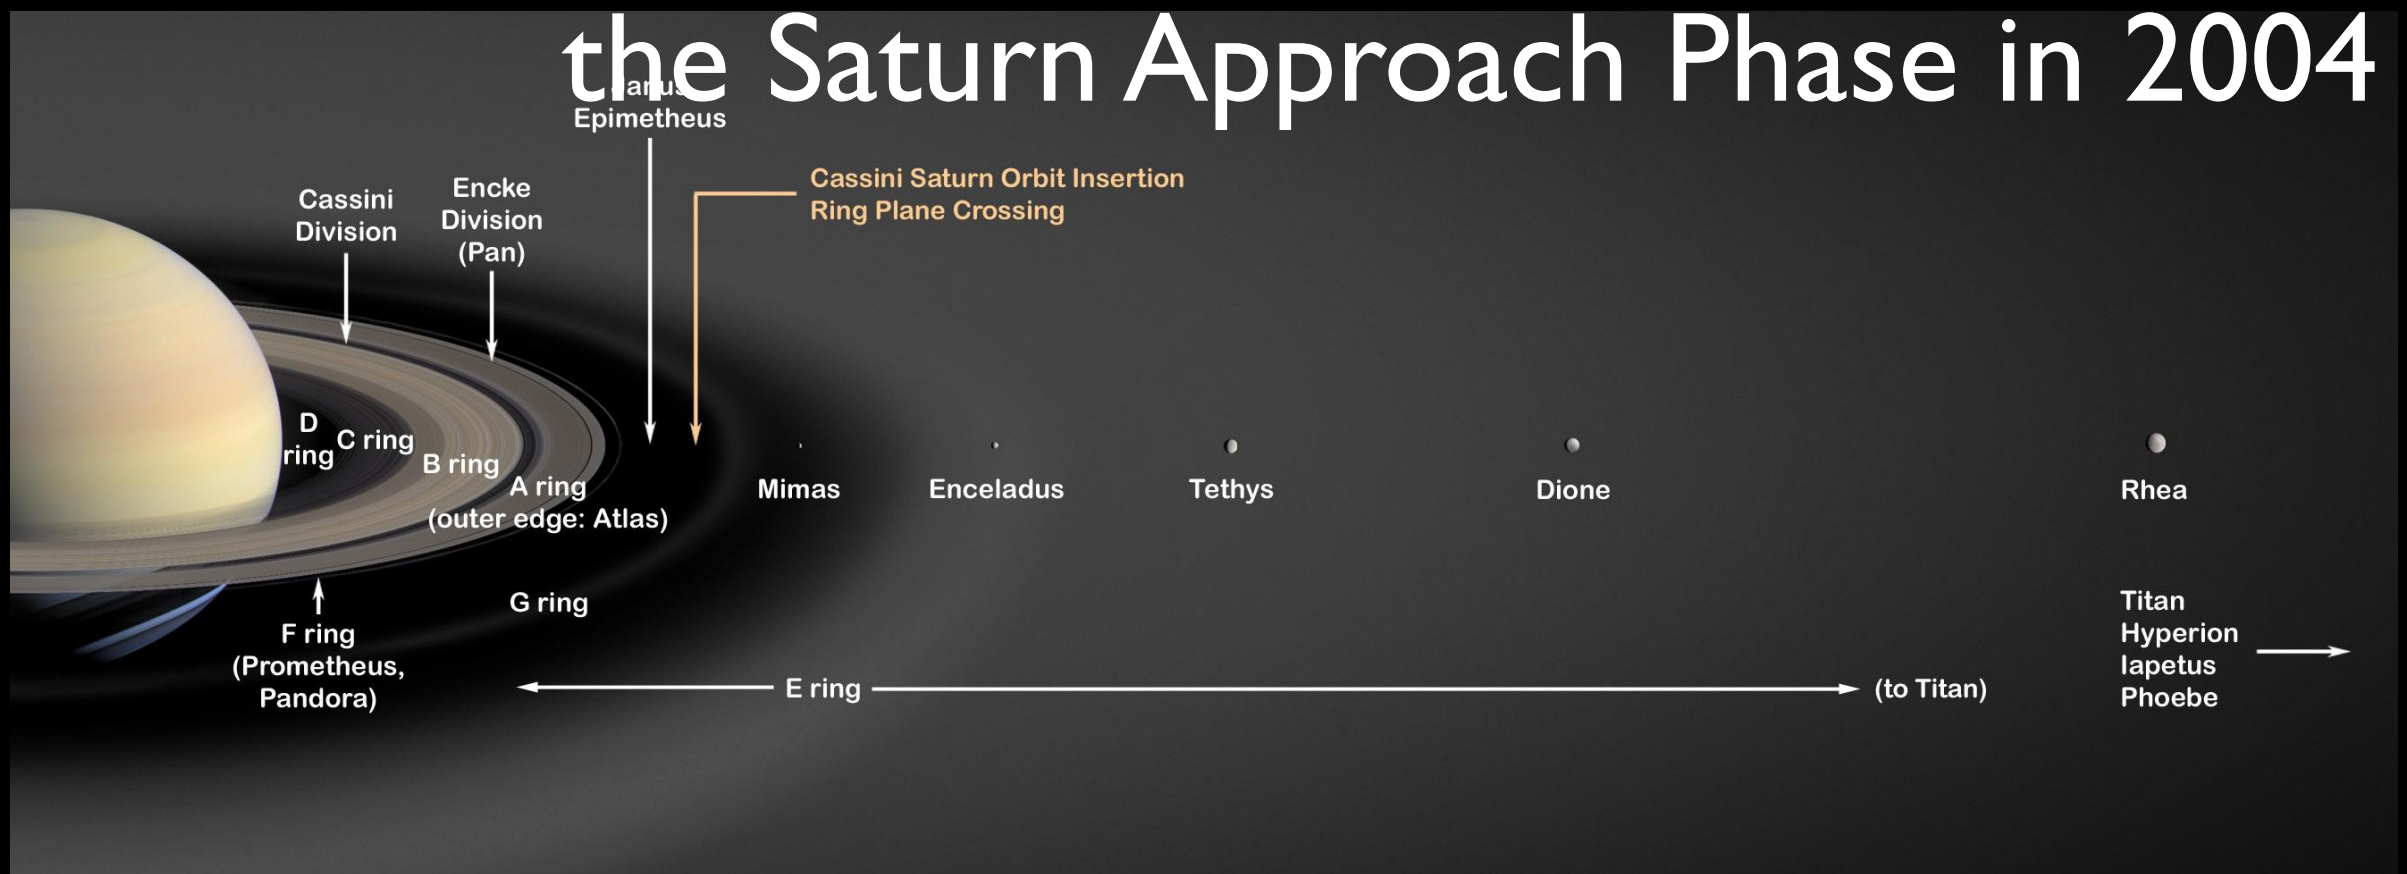 the Saturn Approach Phase in 2004
Janus
Epimetheus
Cassini Saturn Orbit Insertion
Ring Plane Crossing
Cassini
Division
Encke
Division
(Pan)
D
ring
C ring
B ring
A ring
(outer edge: Atlas)
Mimas
Enceladus
Tethys
Dione
Rhea
G ring
F ring
(Prometheus,
Pandora)
E ring
(to Titan)
Titan
Hyperion
Iapetus
Phoebe